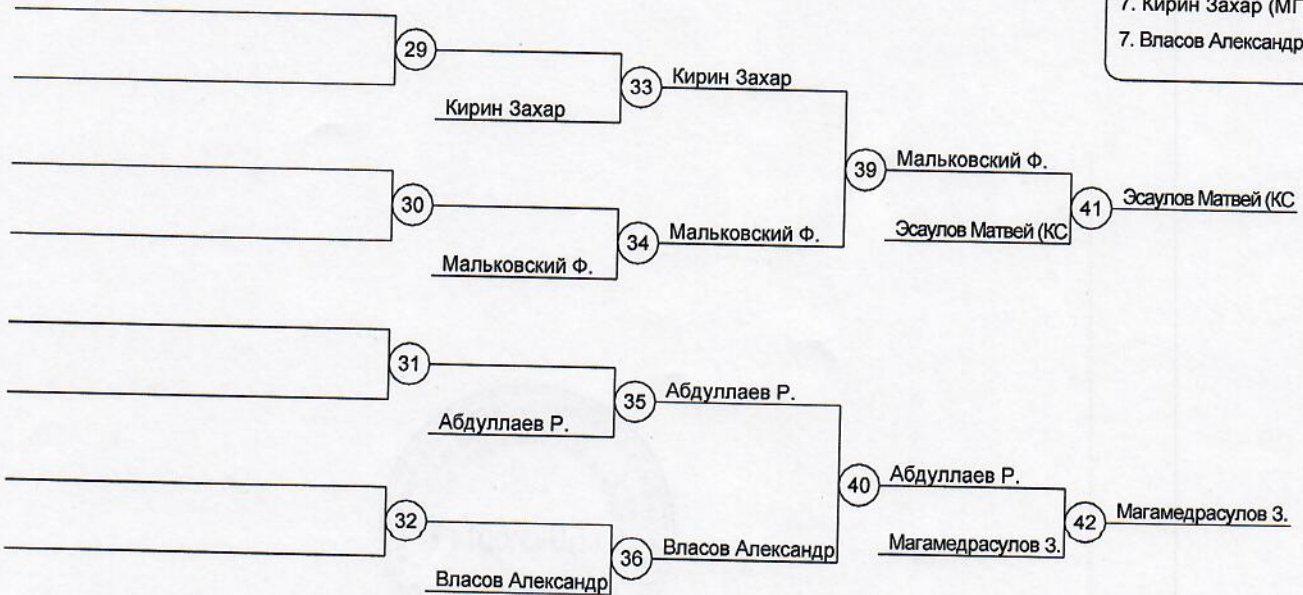 7. Кирин Захар (МГ
7. Власов Александр
29
33
Кирин Захар
Кирин Захар
30
34
Мальковский Ф.
Мальковский Ф.
39
Мальковский Ф.
Эсаулов Матвей (КС
41
Эсаулов Матвей (КС
31
35
Абдуллаев Р.
Абдуллаев Р.
32
36
Власов Александр
Власов Александр
40
Абдуллаев Р.
Магамедрасулов З.
42
Магамедрасулов З.